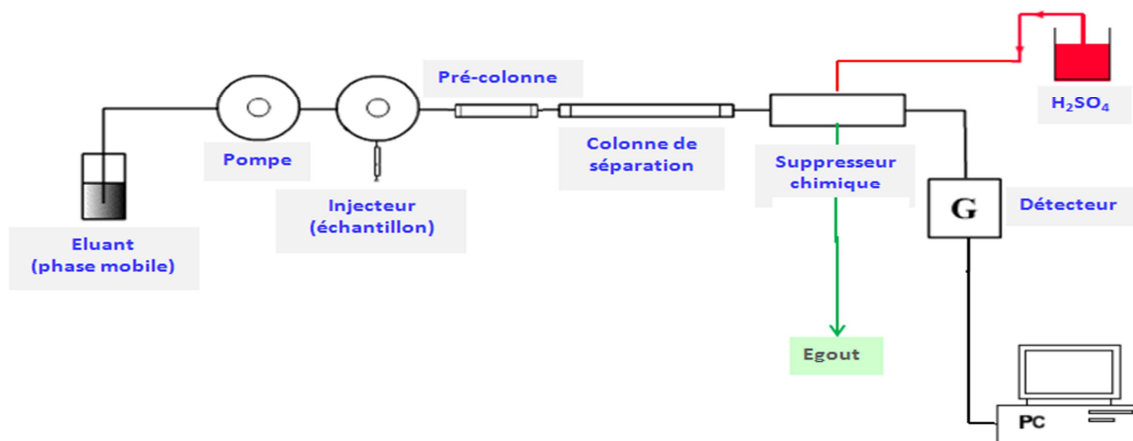 Pré-colonne
H₂SO₄
Pompe
Colonne de
séparation
Suppresseur
chimique
Injecteur
(échantillon)
G
Détecteur
Eluant
(phase mobile)
Egout
PC